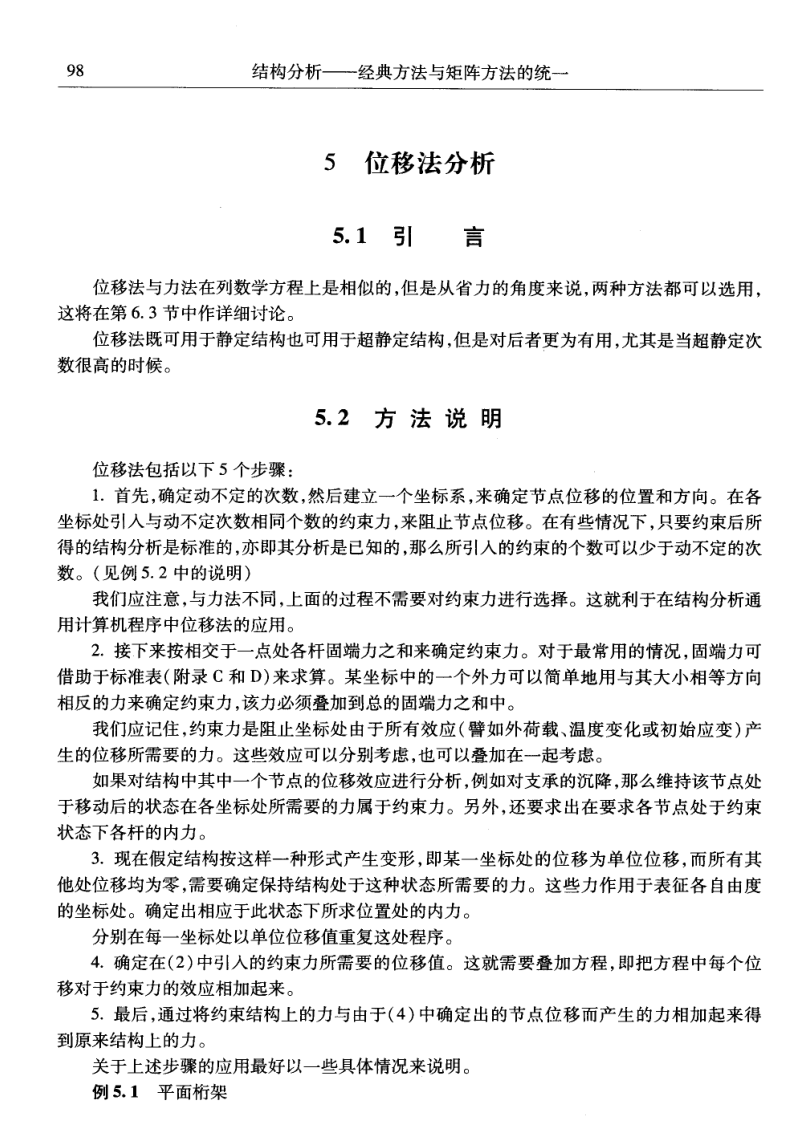 98
结构分析——经典方法与矩阵方法的统一
5 位移法分析
5.1 引 言
位移法与力法在列数学方程上是相似的,但是从省力的角度来说,两种方法都可以选用,
这将在第6.3节中作详细讨论。
位移法既可用于静定结构也可用于超静定结构,但是对后者更为有用,尤其是当超静定次
数很高的时候。
5.2 方 法 说 明
位移法包括以下5个步骤:
1. 首先,确定动不定的次数,然后建立一个坐标系,来确定节点位移的位置和方向。在各
坐标处引入与动不定次数相同个数的约束力,来阻止节点位移。在有些情况下,只要约束后所
得的结构分析是标准的,亦即其分析是已知的,那么所引入的约束的个数可以少于动不定的次
数。(见例5.2中的说明)
我们应注意,与力法不同,上面的过程不需要对约束力进行选择。这就利于在结构分析通
用计算机程序中位移法的应用。
2. 接下来按相交于一点处各杆固端力之和来确定约束力。对于最常用的情况,固端力可
借助于标准表(附录C和D)来求算。某坐标中的一个外力可以简单地用与其大小相等方向
相反的力来确定约束力,该力必须叠加到总的固端力之和中。
我们应记住,约束力是阻止坐标处由于所有效应(譬如外荷载、温度变化或初始应变)产
生的位移所需要的力。这些效应可以分别考虑,也可以叠加在一起考虑。
如果对结构中其中一个节点的位移效应进行分析,例如对支承的沉降,那么维持该节点处
于移动后的状态在各坐标处所需要的力属于约束力。另外,还要求出在要求各节点处于约束
状态下各杆的内力。
3. 现在假定结构按这样一种形式产生变形,即某一坐标处的位移为单位位移,而所有其
他处位移均为零,需要确定保持结构处于这种状态所需要的力。这些力作用于表征各自由度
的坐标处。确定出相应于此状态下所求位置处的内力。
分别在每一坐标处以单位位移值重复这处程序。
4. 确定在(2)中引入的约束力所需要的位移值。这就需要叠加方程,即把方程中每个位
移对于约束力的效应相加起来。
5. 最后,通过将约束结构上的力与由于(4)中确定出的节点位移而产生的力相加起来得
到原来结构上的力。
关于上述步骤的应用最好以一些具体情况来说明。
例5.1 平面桁架